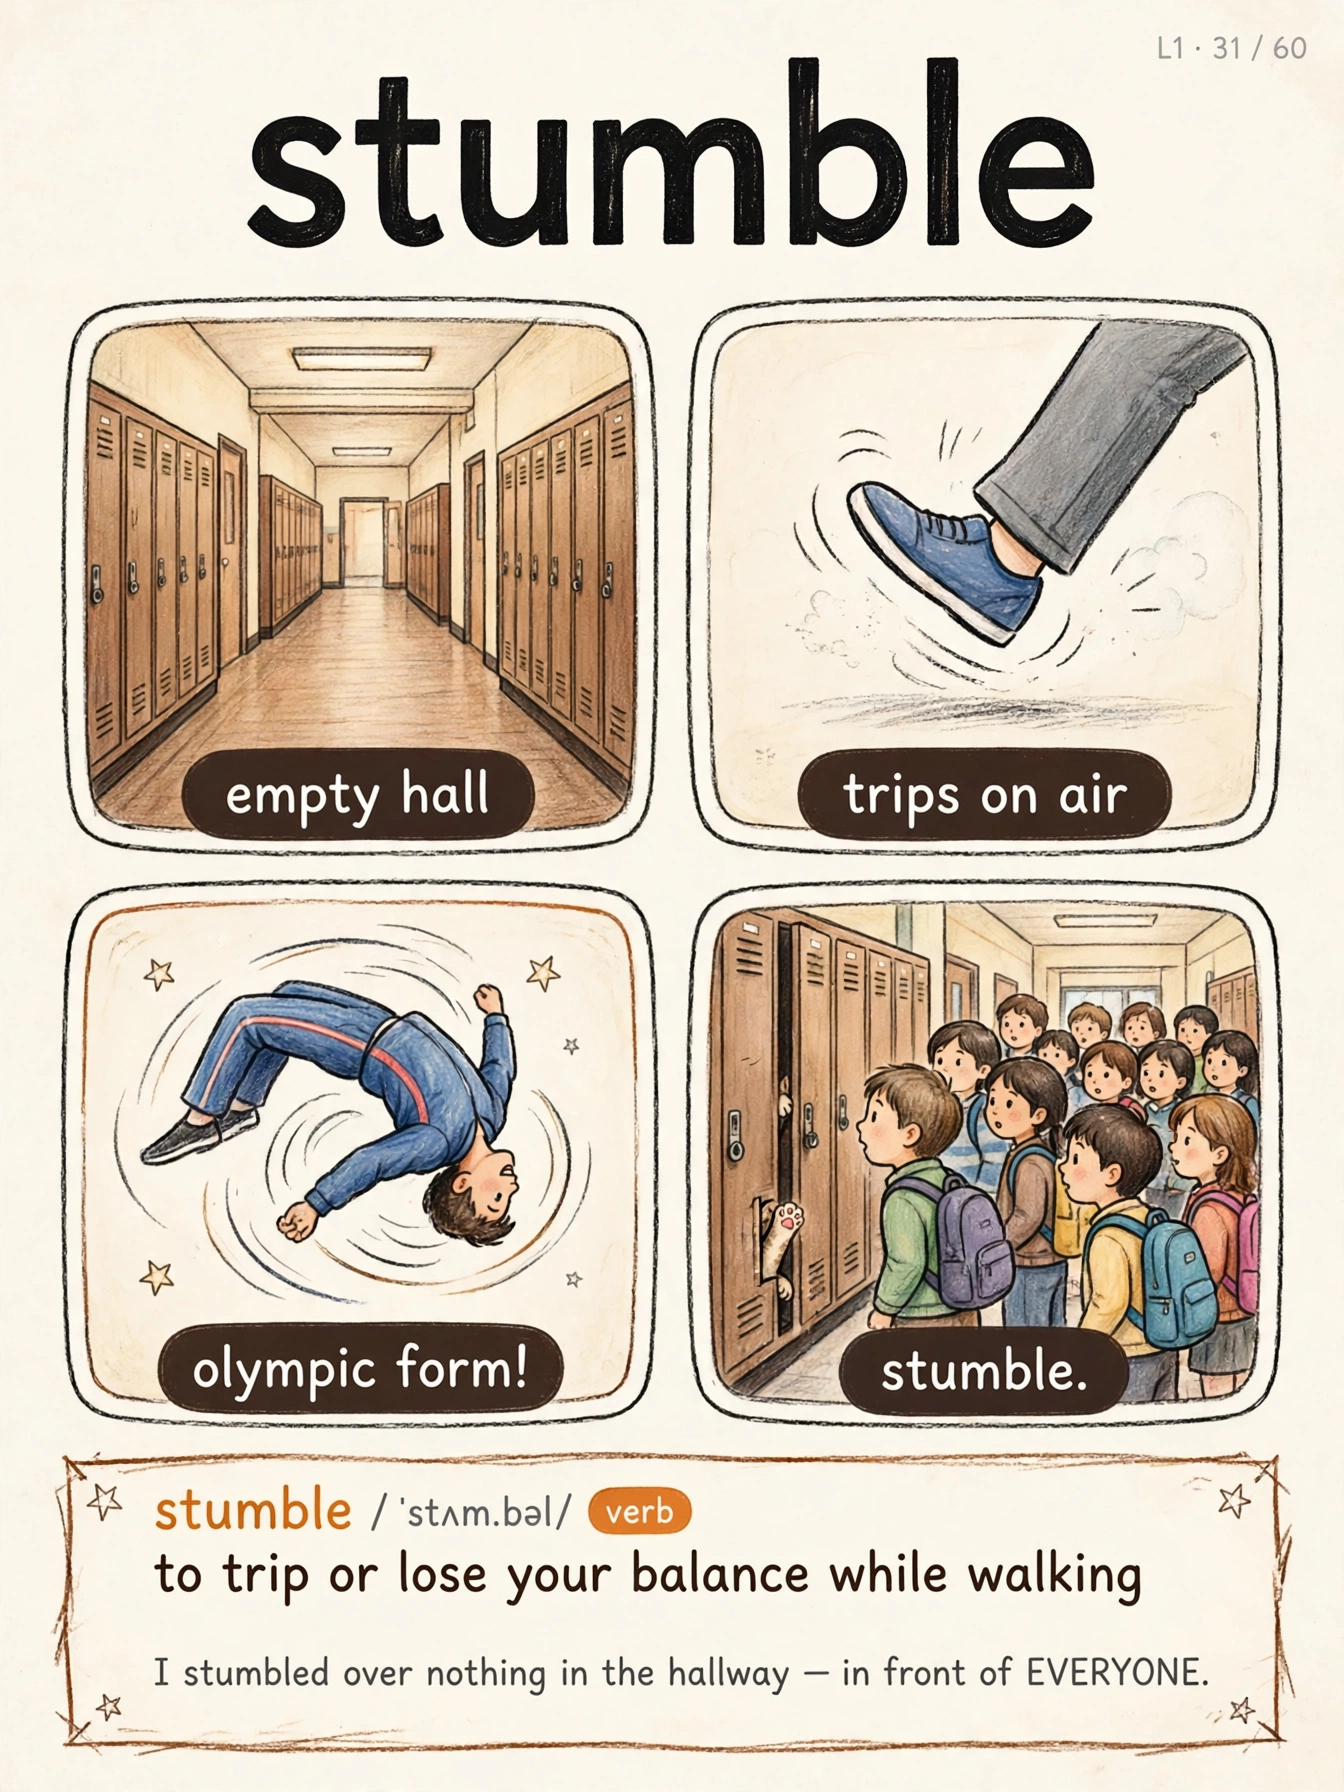 L1 · 31 / 60
stumble
empty hall
trips on air
olympic form!
stumble.
stumble /ˈstʌm.bəl/ verb
to trip or lose your balance while walking
I stumbled over nothing in the hallway — in front of EVERYONE.